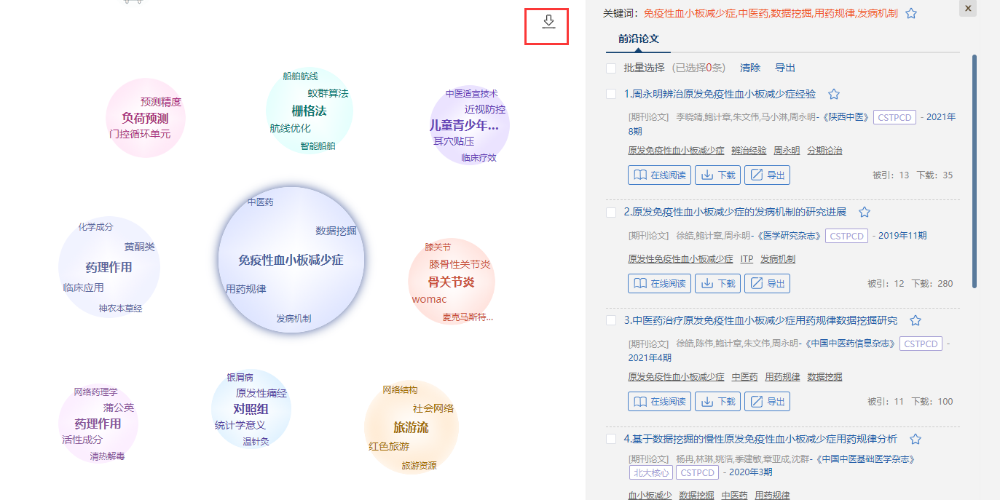 预测精度
负荷预测
门控循环单元
船舶航线
蚁群算法
栅格法
航线优化
智能船舶
中医适宜技术
近视防控
儿童青少年...
耳穴贴压
临床疗效
化学成分
黄酮类
药理作用
临床应用
神农本草经
中医药
数据挖掘
免疫性血小板减少症
用药规律
发病机制
膝关节
膝骨性关节炎
骨关节炎
womac
麦克马斯特...
网络药理学
蒲公英
药理作用
活性成分
清热解毒
银屑病
原发性痛经
对照组
统计学意义
温针灸
网络结构
社会网络
旅游流
红色旅游
旅游资源
关键词: 免疫性血小板减少症,中医药,数据挖掘,用药规律,发病机制
x
前沿论文
批量选择 (已选择0条) 清除 导出
1.周永明辨治原发免疫性血小板减少症经验
[期刊论文] 李晓靖,鲍计章,朱文伟,马小淋,周永明-《陕西中医》 CSTPCD - 2021年
8期
原发免疫性血小板减少症 辨治经验 周永明 分期论治
在线阅读 下载 导出 被引: 13 下载: 35
2.原发免疫性血小板减少症的发病机制的研究进展
[期刊论文] 徐皓,鲍计章,周永明-《医学研究杂志》 CSTPCD - 2019年11期
原发性免疫性血小板减少症 ITP 发病机制
在线阅读 下载 导出 被引: 12 下载: 280
3.中医药治疗原发免疫性血小板减少症用药规律数据挖掘研究
[期刊论文] 徐皓,陈伟,鲍计章,朱文伟,周永明-《中国中医药信息杂志》 CSTPCD -
2021年4期
原发免疫性血小板减少症 中医药 用药规律 数据挖掘
在线阅读 下载 导出 被引: 11 下载: 100
4.基于数据挖掘的慢性原发免疫性血小板减少症用药规律分析
[期刊论文] 杨冉,林琳,姚浩,季建敏,章亚成,沈群-《中国中医基础医学杂志》
北大核心 CSTPCD - 2020年3期
血小板减少 数据挖掘 中医药 用药规律